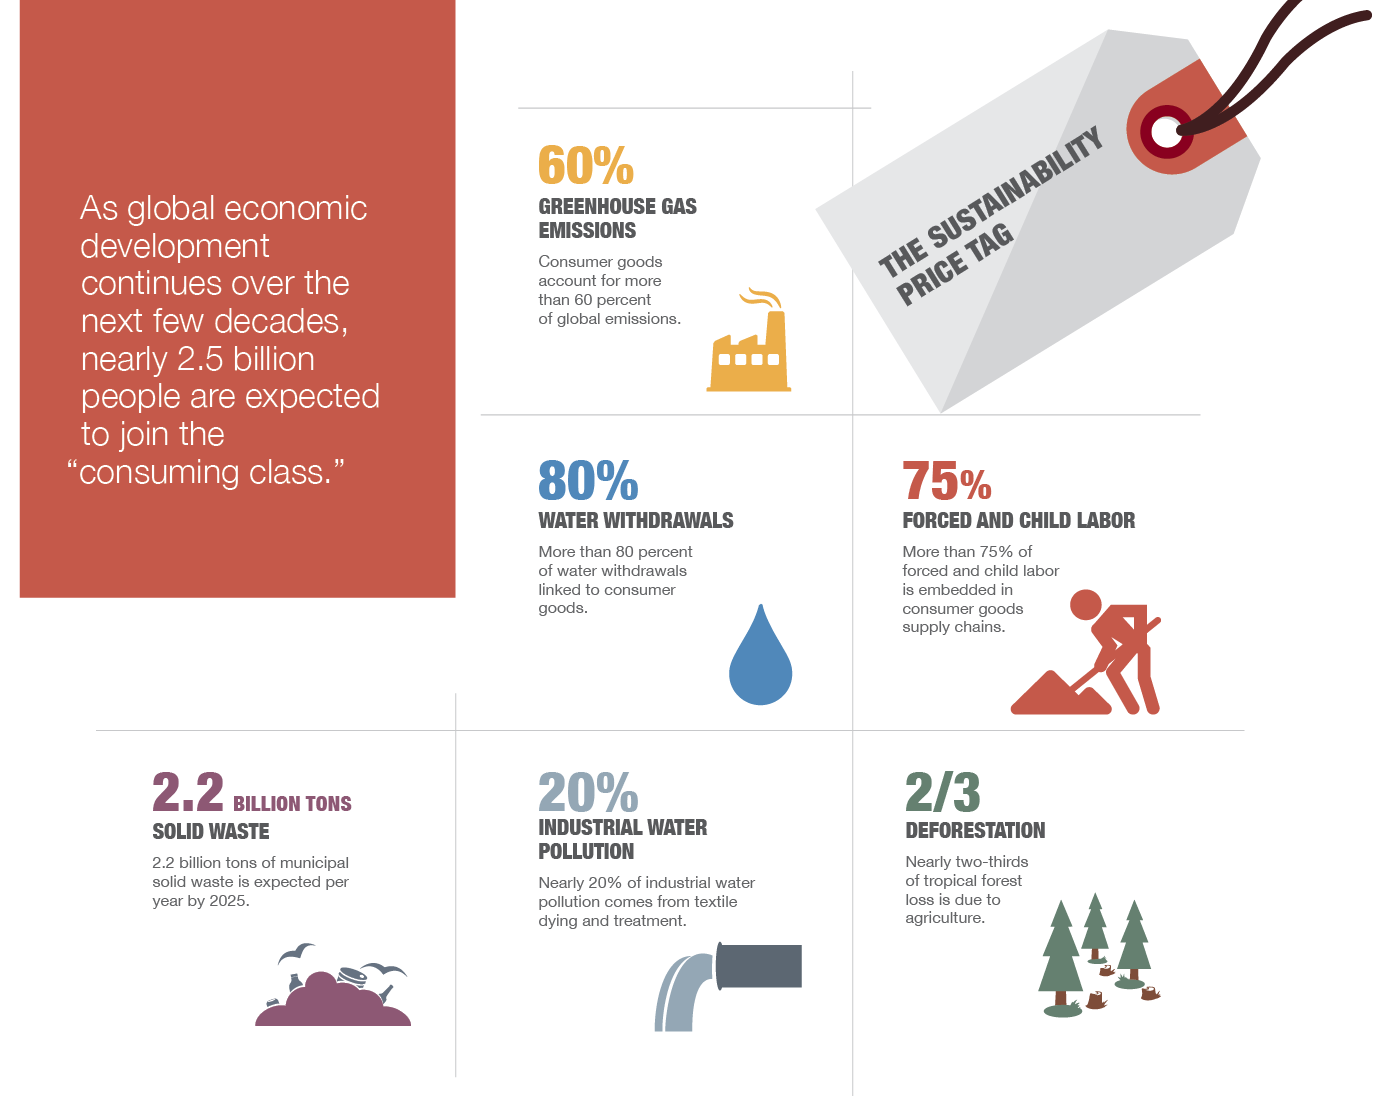 As global economic
development
continues over the
next few decades,
nearly 2.5 billion
people are expected
to join the
“consuming class.”
60%
GREENHOUSE GAS
EMISSIONS
Consumer goods
account for more
than 60 percent
of global emissions.
THE SUSTAINABILITY
PRICE TAG
80%
WATER WITHDRAWALS
More than 80 percent
of water withdrawals
linked to consumer
goods.
75%
FORCED AND CHILD LABOR
More than 75% of
forced and child labor
is embedded in
consumer goods
supply chains.
2.2 BILLION TONS
SOLID WASTE
2.2 billion tons of municipal
solid waste is expected per
year by 2025.
20%
INDUSTRIAL WATER
POLLUTION
Nearly 20% of industrial water
pollution comes from textile
dying and treatment.
2/3
DEFORESTATION
Nearly two-thirds
of tropical forest
loss is due to
agriculture.